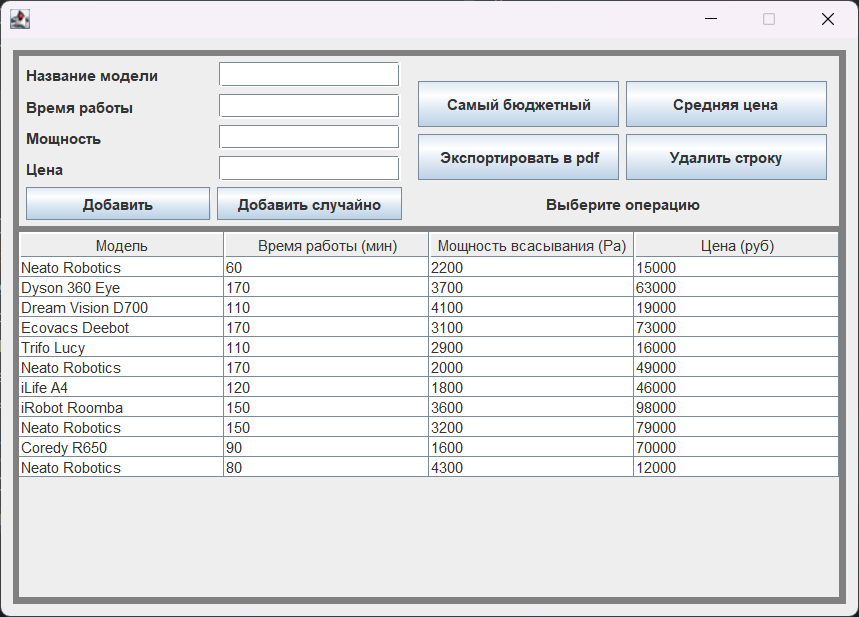 Название модели
Время работы
Мощность
Цена
Добавить Добавить случайно
Самый бюджетный Средняя цена
Экспортировать в pdf Удалить строку
Выберите операцию
Модель Время работы (мин) Мощность всасывания (Pa) Цена (руб)
Neato Robotics 60 2200 15000
Dyson 360 Eye 170 3700 63000
Dream Vision D700 110 4100 19000
Ecovacs Deebot 170 3100 73000
Trifo Lucy 110 2900 16000
Neato Robotics 170 2000 49000
iLife A4 120 1800 46000
iRobot Roomba 150 3600 98000
Neato Robotics 150 3200 79000
Coredy R650 90 1600 70000
Neato Robotics 80 4300 12000